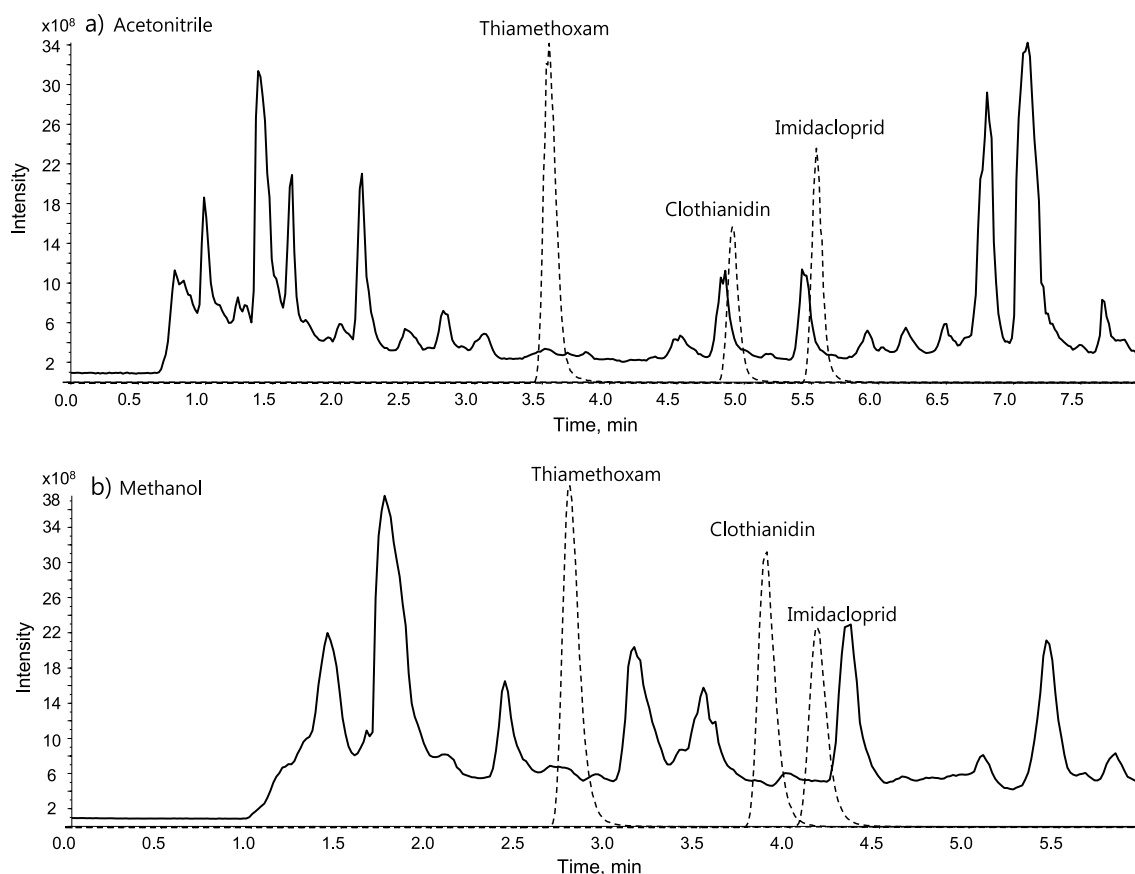 x10⁸
a) Acetonitrile
Thiamethoxam
34
30
Imidacloprid
26
22
Clothianidin
18
14
10
6
2
Intensity
0.0 0.5 1.0 1.5 2.0 2.5 3.0 3.5 4.0 4.5 5.0 5.5 6.0 6.5 7.0 7.5
Time, min
x10⁸
b) Methanol
Thiamethoxam
38
34
Clothianidin
30
26
Imidacloprid
22
18
14
10
6
2
Intensity
0.0 0.5 1.0 1.5 2.0 2.5 3.0 3.5 4.0 4.5 5.0 5.5
Time, min